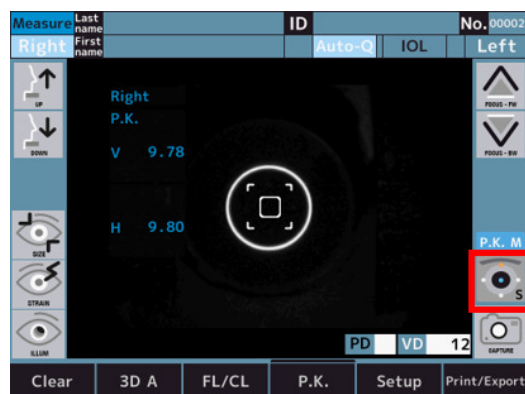 Measure Last name ID No. 00002
Right First name Auto-Q IOL Left
UP
FOCUS - FW
Right
P.K.
DOWN
FOCUS - BW
V 9.78
H 9.80
SIZE
P.K. M
STRAIN
S
ILLUM
PD VD 12
CAPTURE
Clear 3D A FL/CL P.K. Setup Print/Export